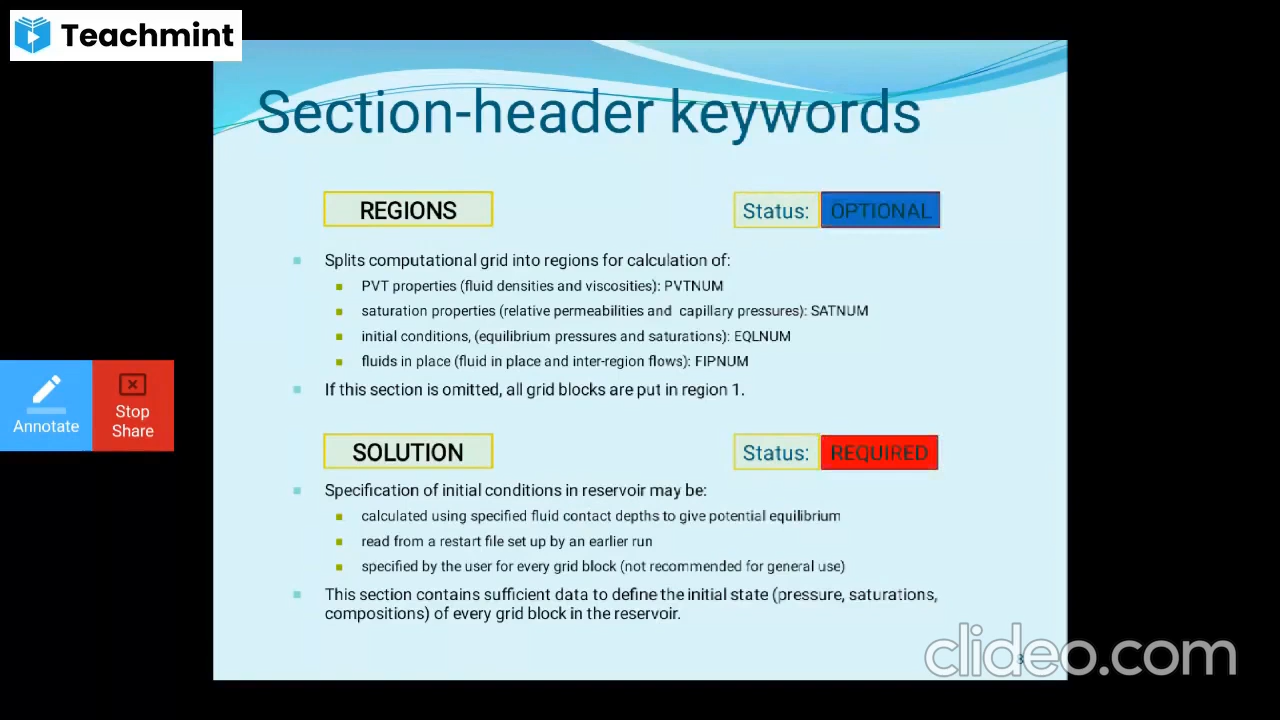 Teachmint
Section-header keywords
REGIONS
Status: OPTIONAL
Splits computational grid into regions for calculation of:
PVT properties (fluid densities and viscosities): PVTNUM
saturation properties (relative permeabilities and capillary pressures): SATNUM
initial conditions, (equilibrium pressures and saturations): EQLNUM
fluids in place (fluid in place and inter-region flows): FIPNUM
If this section is omitted, all grid blocks are put in region 1.
Annotate
Stop
Share
SOLUTION
Status: REQUIRED
Specification of initial conditions in reservoir may be:
calculated using specified fluid contact depths to give potential equilibrium
read from a restart file set up by an earlier run
specified by the user for every grid block (not recommended for general use)
This section contains sufficient data to define the initial state (pressure, saturations,
compositions) of every grid block in the reservoir.
clideo.com